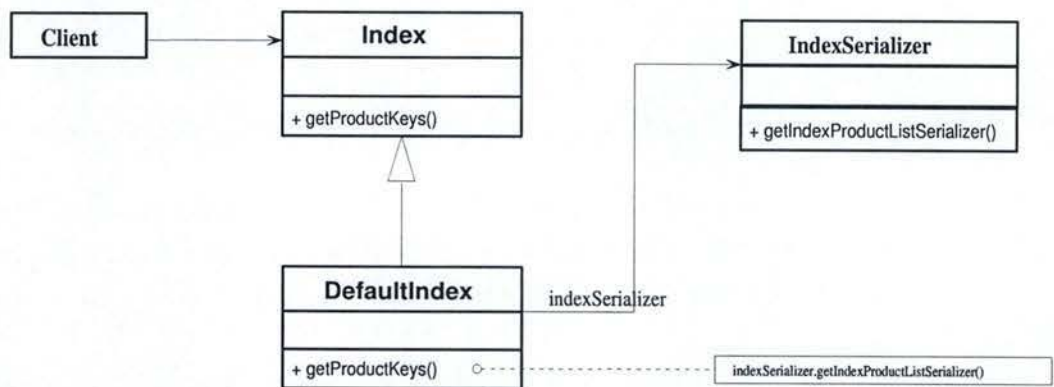 Client
Index
+ getProductKeys()
IndexSerializer
+ getIndexProductListSerializer()
DefaultIndex
indexSerializer
+ getProductKeys()
indexSerializer.getIndexProductListSerializer()